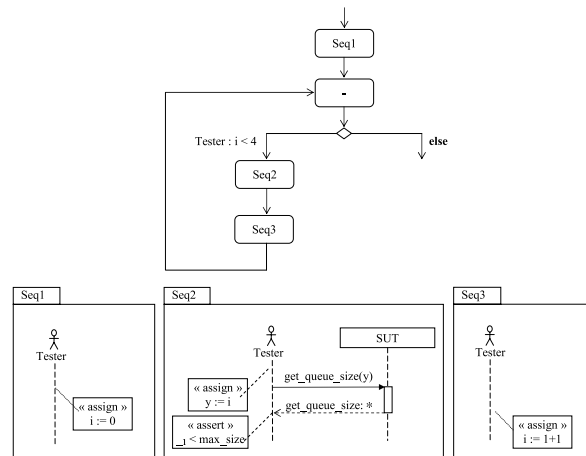 Seq1
-
Tester : i < 4
else
Seq2
Seq3
Seq1
Tester
« assign »
i := 0
Seq2
Tester
SUT
get_queue_size(y)
« assign »
y := i
get_queue_size: *
« assert »
_1 < max_size
Seq3
Tester
« assign »
i := 1+1